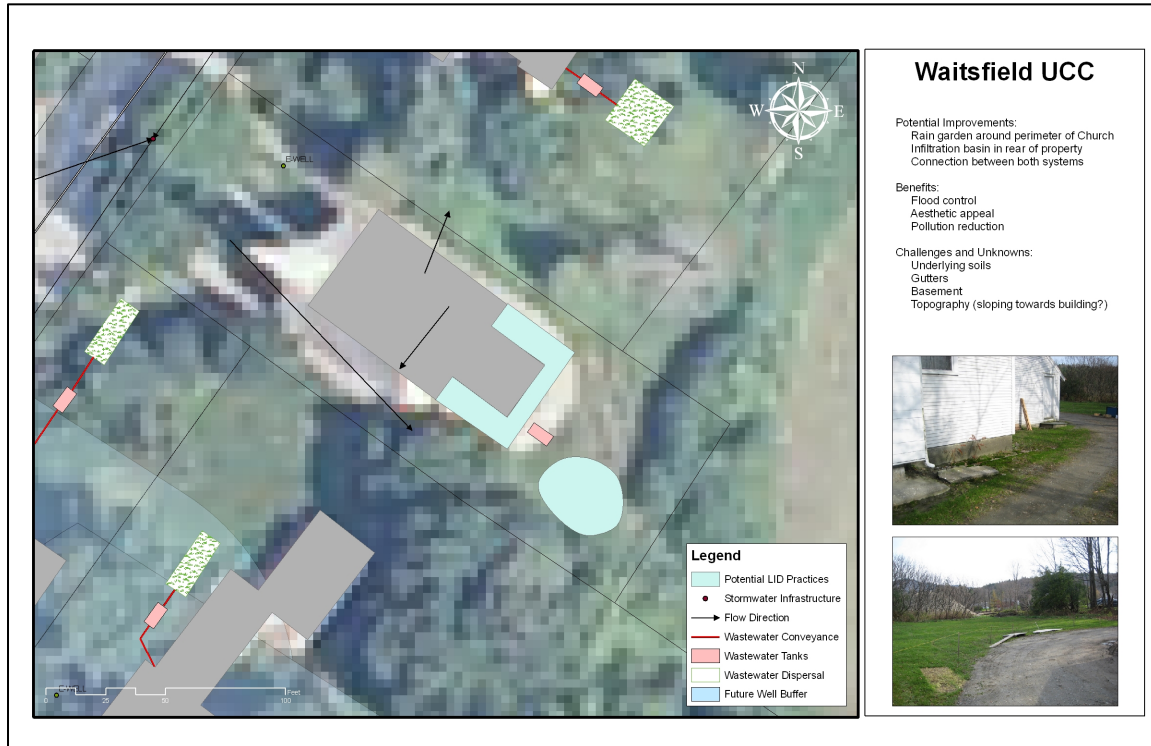 Waitsfield UCC
Potential Improvements:
Rain garden around perimeter of Church
Infiltration basin in rear of property
Connection between both systems
Benefits:
Flood control
Aesthetic appeal
Pollution reduction
Challenges and Unknowns:
Underlying soils
Gutters
Basement
Topography (sloping towards building?)
N
W
E
S
E-WELL
Legend
Potential LID Practices
Stormwater Infrastructure
Flow Direction
Wastewater Conveyance
Wastewater Tanks
Wastewater Dispersal
Future Well Buffer
E-WELL
Feet
0
25
50
100